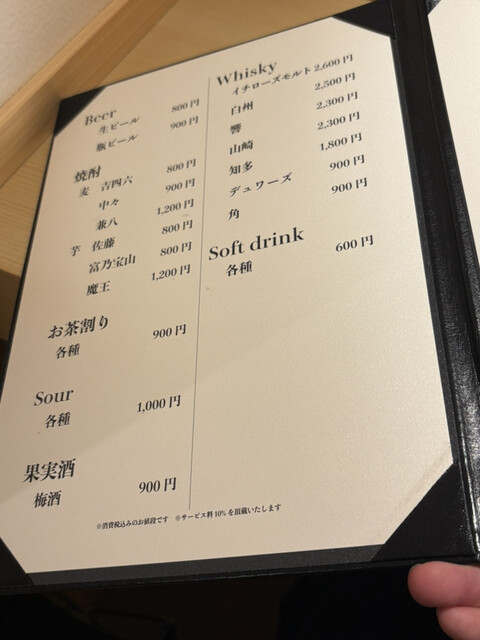 Beer
生ビール 800円
瓶ビール 900円
焼酎
麦 吉四六 800円
中々 900円
兼八 1,200円
芋 佐藤 800円
富乃宝山 800円
魔王 1,200円
お茶割り
各種 900円
Sour
各種 1,000円
果実酒
梅酒 900円
Whisky
イチローズモルト 2,600円
白州 2,500円
響 2,300円
山崎 2,300円
知多 1,800円
デュワーズ 900円
角 900円
Soft drink
各種 600円
※消費税込みのお値段です ※サービス料10%を頂戴いたします